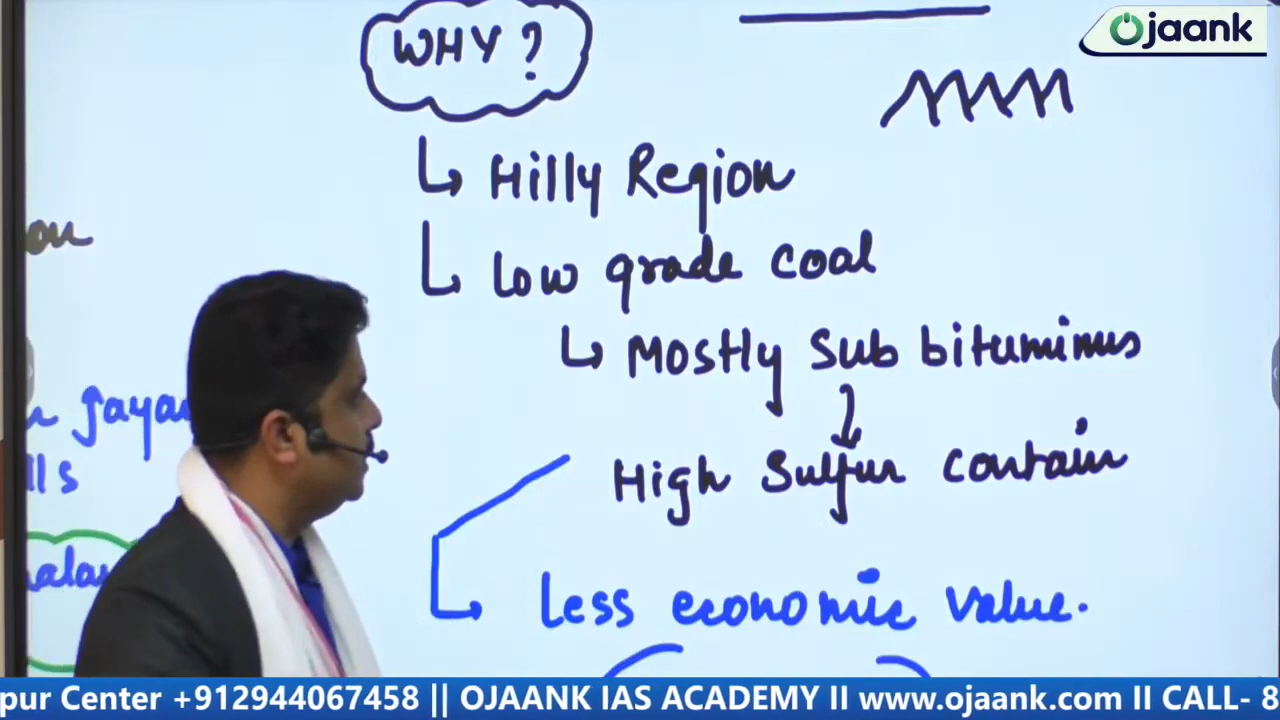 WHY ?
Ojaank
Hilly Region
Low grade coal
Mostly Sub bituminus
High Sulfur contain
Less economic value.
lls
pur Center +912944067458 || OJAANK IAS ACADEMY II www.ojaank.com II CALL- 8